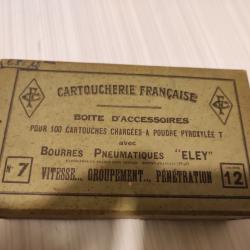 CARTOUCHERIE FRANÇAISE
BOITE D'ACCESSOIRES
POUR 100 CARTOUCHES CHARGÉES A POUDRE PYROXYLÉE T
avec
BOURRES PNEUMATIQUES "ELEY"
N° 7
VITESSE... GROUPEMENT... PÉNÉTRATION
12